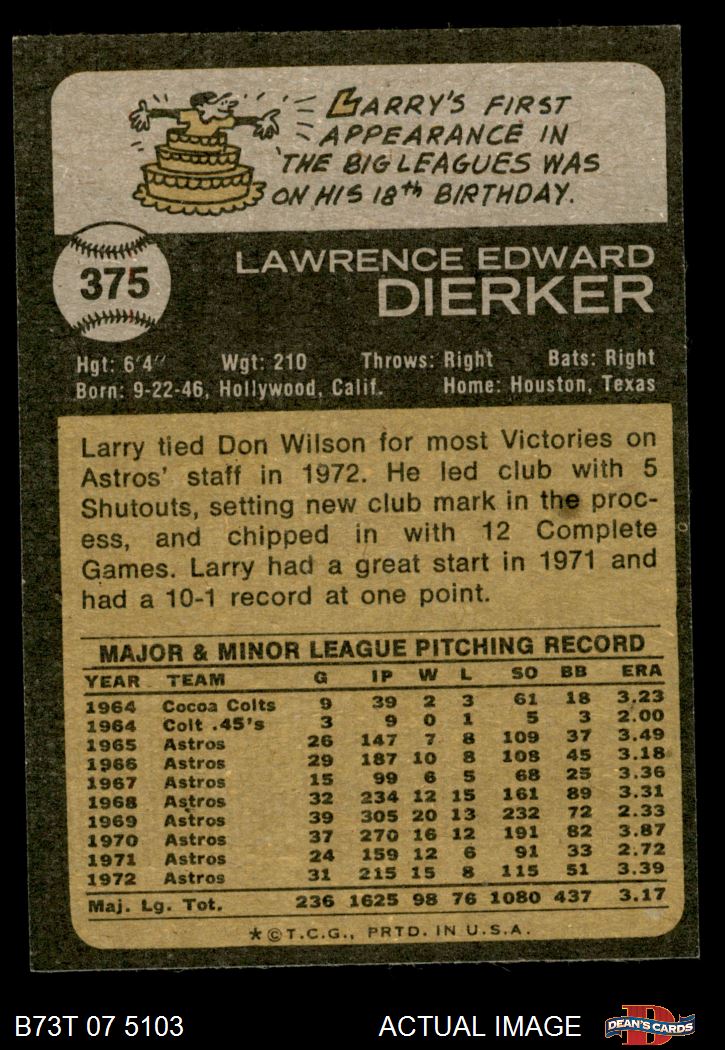 LARRY'S FIRST
APPEARANCE IN
THE BIG LEAGUES WAS
ON HIS 18th BIRTHDAY.
375
LAWRENCE EDWARD
DIERKER
Hgt: 6'4" Wgt: 210 Throws: Right Bats: Right
Born: 9-22-46, Hollywood, Calif. Home: Houston, Texas
Larry tied Don Wilson for most Victories on
Astros' staff in 1972. He led club with 5
Shutouts, setting new club mark in the proc-
ess, and chipped in with 12 Complete
Games. Larry had a great start in 1971 and
had a 10-1 record at one point.
MAJOR & MINOR LEAGUE PITCHING RECORD
YEAR TEAM G IP W L SO BB ERA
1964 Cocoa Colts 9 39 2 3 61 18 3.23
1964 Colt .45's 3 9 0 1 5 3 2.00
1965 Astros 26 147 7 8 109 37 3.49
1966 Astros 29 187 10 8 108 45 3.18
1967 Astros 15 99 6 5 68 25 3.36
1968 Astros 32 234 12 15 161 89 3.31
1969 Astros 39 305 20 13 232 72 2.33
1970 Astros 37 270 16 12 191 82 3.87
1971 Astros 24 159 12 6 91 33 2.72
1972 Astros 31 215 15 8 115 51 3.39
Maj. Lg. Tot. 236 1625 98 76 1080 437 3.17
★©T.C.G., PRTD. IN U.S.A.
B73T 07 5103 ACTUAL IMAGE DEAN'S CARDS